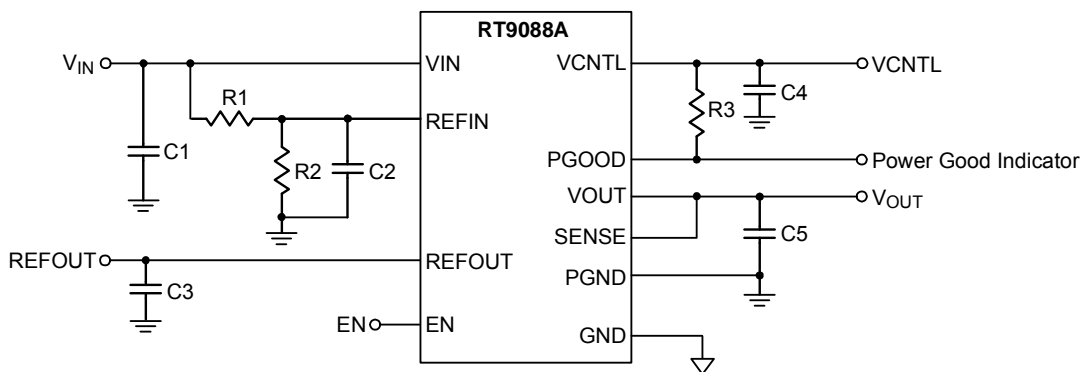 RT9088A
VIN
VIN
VCNTL
VCNTL
R1
R3
C4
REFIN
C1
R2
C2
PGOOD
Power Good Indicator
VOUT
VOUT
SENSE
C5
REFOUT
REFOUT
PGND
C3
EN
EN
GND